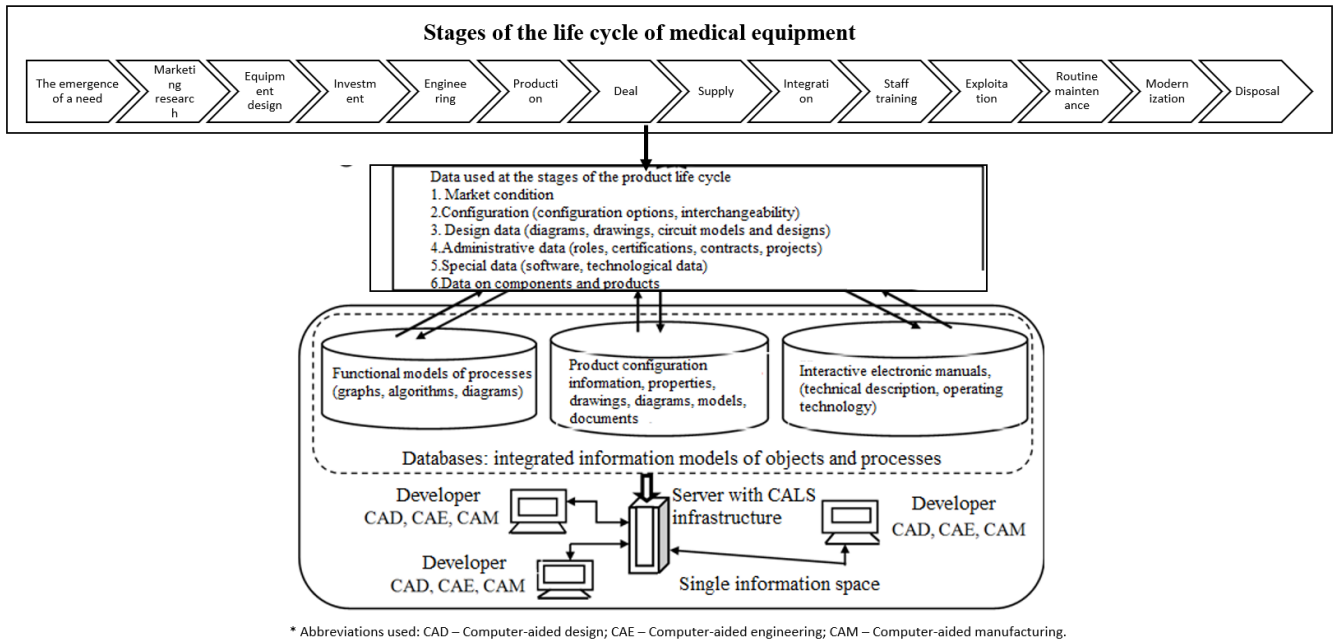 Stages of the life cycle of medical equipment
The emergence
of a need
Marketi
ng
researc
h
Equipm
ent
design
Investm
ent
Enginee
ring
Producti
on
Deal
Supply
Integrati
on
Staff
training
Exploita
tion
Routine
mainten
ance
Modern
ization
Disposal
Data used at the stages of the product life cycle
1. Market condition
2.Configuration (configuration options, interchangeability)
3. Design data (diagrams, drawings, circuit models and designs)
4.Administrative data (roles, certifications, contracts, projects)
5.Special data (software, technological data)
6.Data on components and products
Functional models of processes
(graphs, algorithms, diagrams)
Product configuration
information, properties,
drawings, diagrams, models,
documents
Interactive electronic manuals,
(technical description, operating
technology)
Databases: integrated information models of objects and processes
Developer
CAD, CAE, CAM
Server with CALS
infrastructure
Developer
CAD, CAE, CAM
Developer
CAD, CAE, CAM
Single information space
* Abbreviations used: CAD – Computer-aided design; CAE – Computer-aided engineering; CAM – Computer-aided manufacturing.